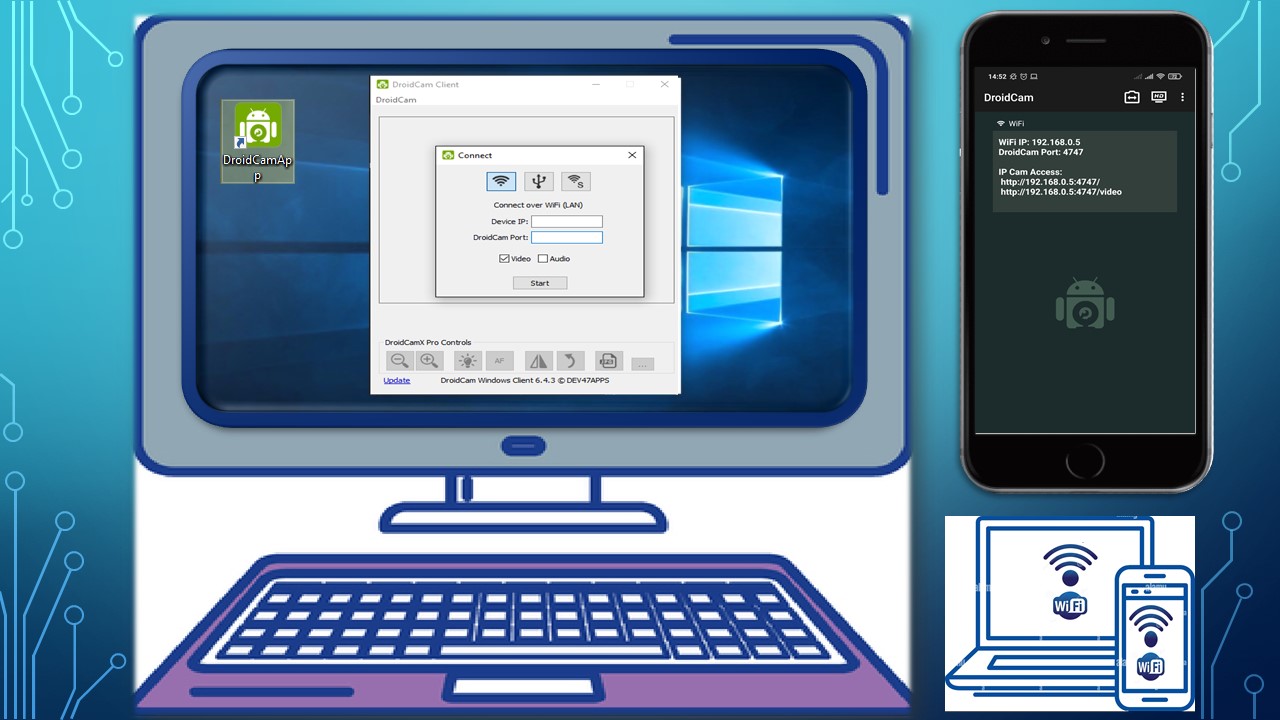 DroidCamAp
p
DroidCam Client
DroidCam
Connect
S
Connect over WiFi (LAN)
Device IP:
DroidCam Port:
Video
Audio
Start
DroidCamX Pro Controls
AF
...
Update
DroidCam Windows Client 6.4.3 © DEV47APPS
14:52
DroidCam
HD
WiFi
WiFi IP: 192.168.0.5
DroidCam Port: 4747
IP Cam Access:
http://192.168.0.5:4747/
http://192.168.0.5:4747/video
WiFi
WiFi